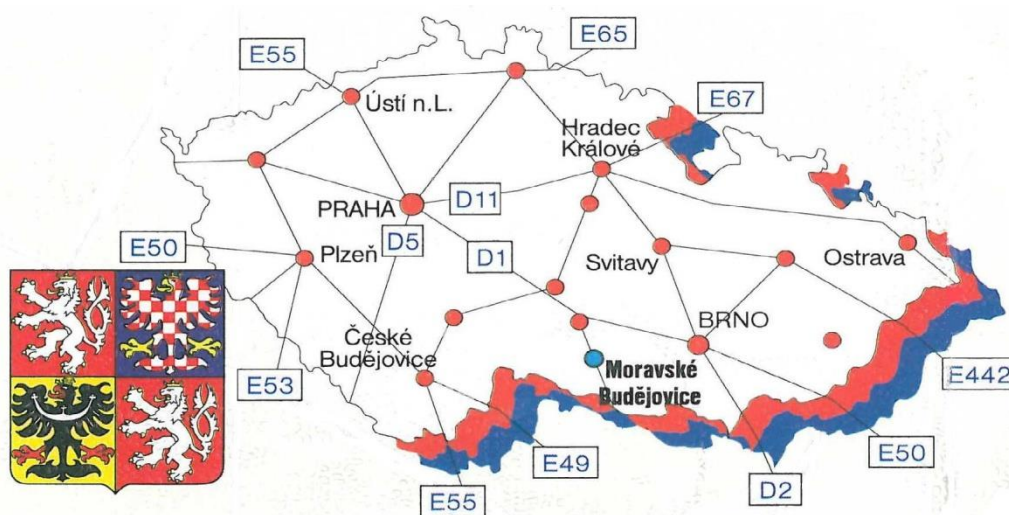 E65
E55
E67
Ústí n.L.
Hradec
Králové
PRAHA
D11
E50
Plzeň
D5
D1
Svitavy
Ostrava
České
Budějovice
BRNO
Moravské
Budějovice
E53
E442
E49
E50
E55
D2